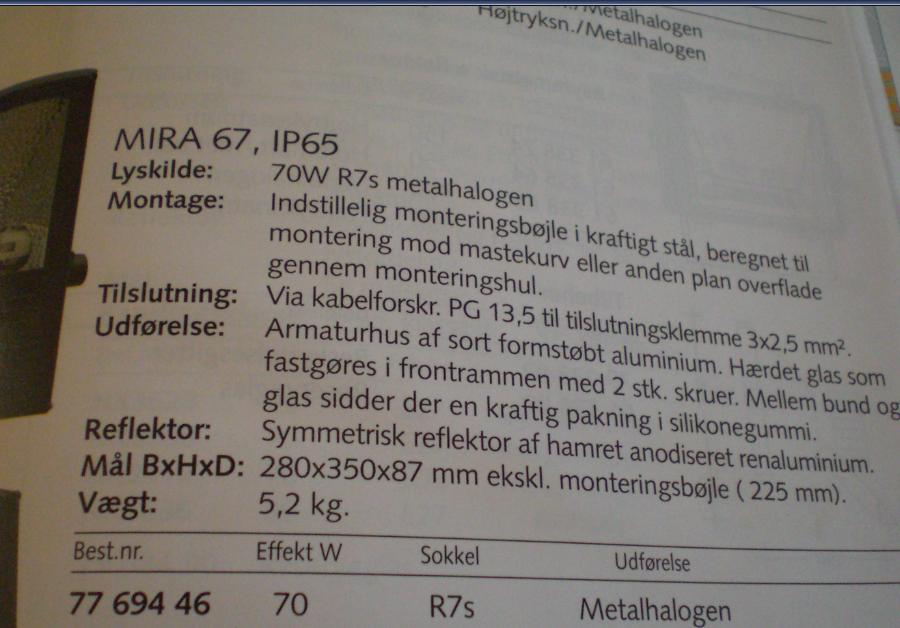 /Metalhalogen
Højtryksn./Metalhalogen
MIRA 67, IP65
Lyskilde: 70W R7s metalhalogen
Montage: Indstillelig monteringsbøjle i kraftigt stål, beregnet til
montering mod mastekurv eller anden plan overflade
gennem monteringshul.
Tilslutning: Via kabelforskr. PG 13,5 til tilslutningsklemme 3x2,5 mm².
Udførelse: Armaturhus af sort formstøbt aluminium. Hærdet glas som
fastgøres i frontrammen med 2 stk. skruer. Mellem bund og
glas sidder der en kraftig pakning i silikonegummi.
Reflektor: Symmetrisk reflektor af hamret anodiseret renaluminium.
Mål BxHxD: 280x350x87 mm ekskl. monteringsbøjle ( 225 mm).
Vægt: 5,2 kg.
Best.nr. Effekt W Sokkel Udførelse
77 694 46 70 R7s Metalhalogen